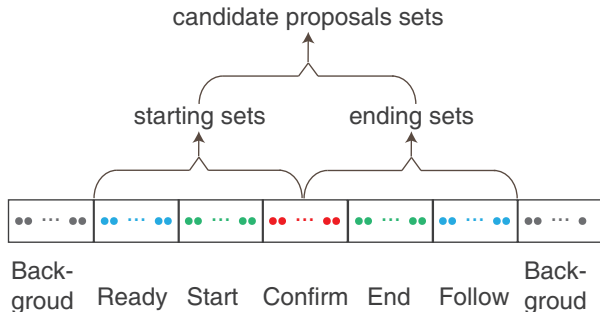 candidate proposals sets
starting sets ending sets
Back-
groud Ready Start Confirm End Follow Back-
groud